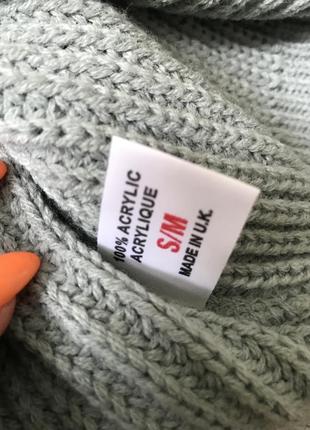 100% ACRYLIC
ACRYLIQUE
S/M
MADE IN U.K.